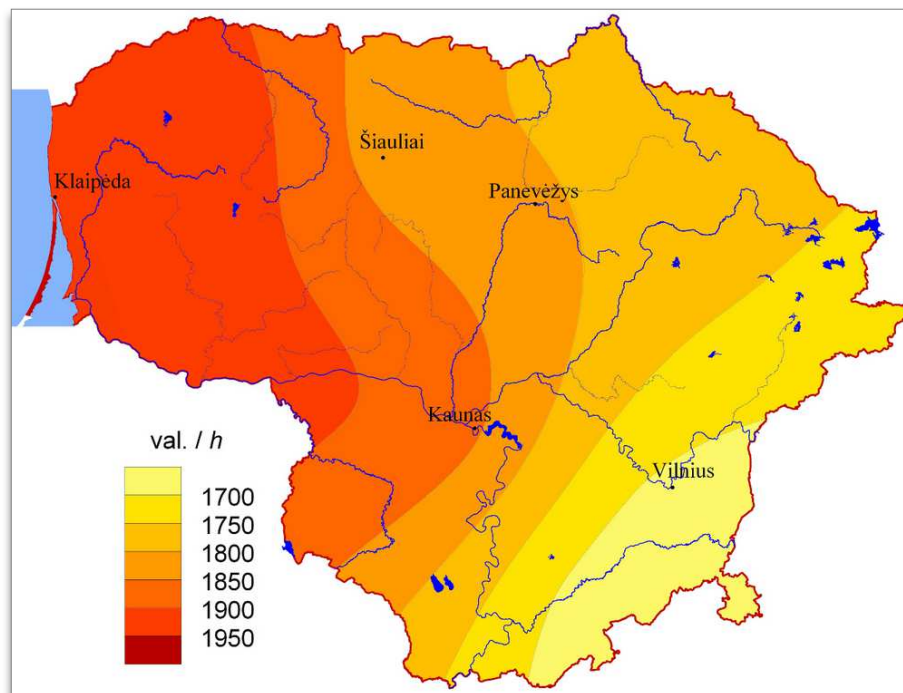 Šiauliai
Klaipėda
Panevėžys
Kaunas
Vilnius
val. / h
1700
1750
1800
1850
1900
1950